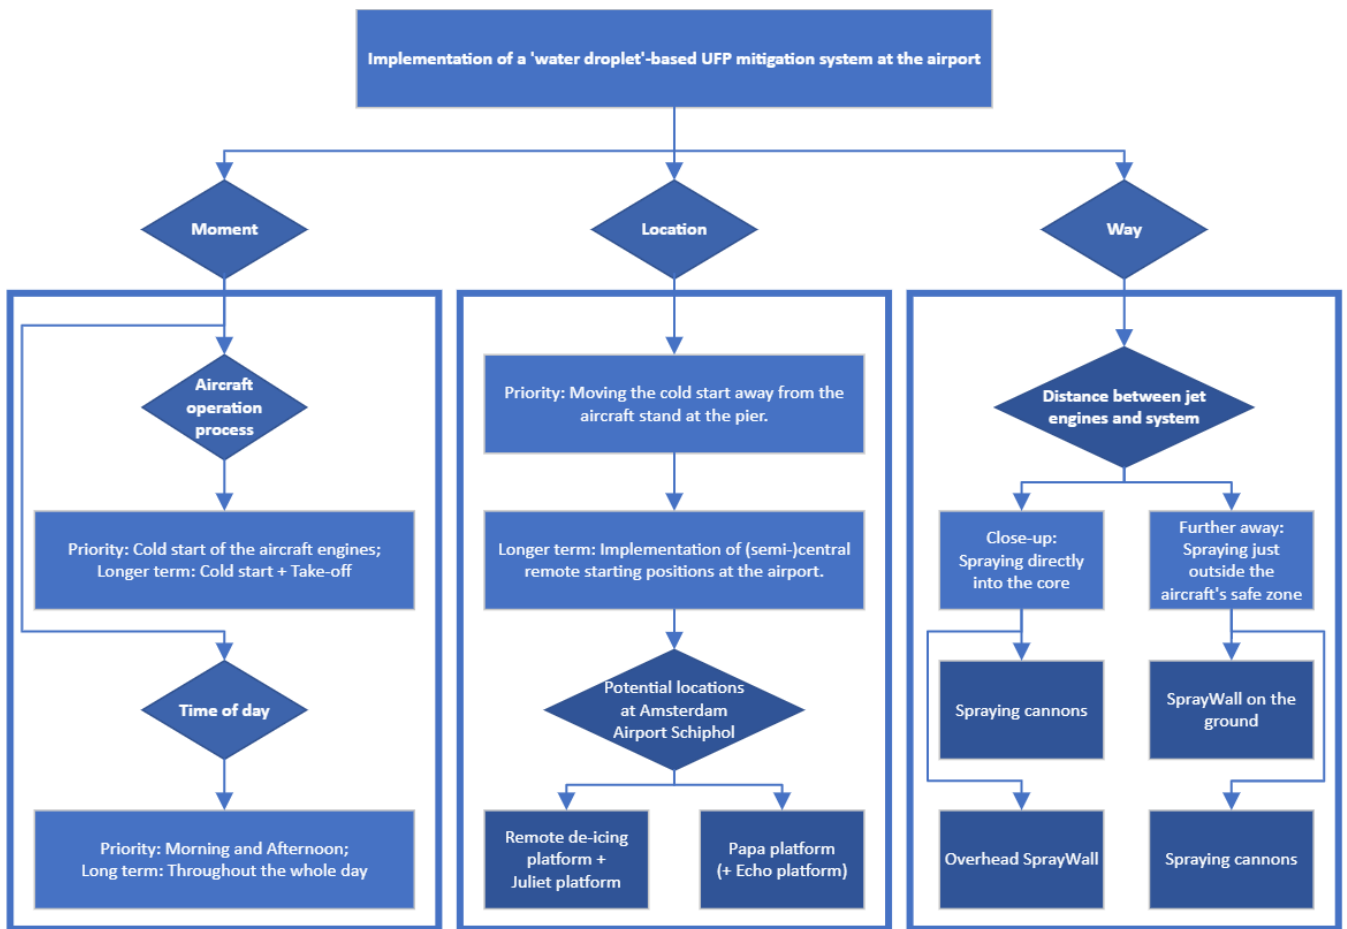 Implementation of a 'water droplet'-based UFP mitigation system at the airport
Moment
Location
Way
Aircraft
operation
process
Priority: Cold start of the aircraft engines;
Longer term: Cold start + Take-off
Time of day
Priority: Morning and Afternoon;
Long term: Throughout the whole day
Priority: Moving the cold start away from the
aircraft stand at the pier.
Longer term: Implementation of (semi-)central
remote starting positions at the airport.
Potential locations
at Amsterdam
Airport Schiphol
Remote de-icing
platform +
Juliet platform
Papa platform
(+ Echo platform)
Distance between jet
engines and system
Close-up:
Spraying directly
into the core
Further away:
Spraying just
outside the
aircraft's safe zone
Spraying cannons
SprayWall on the
ground
Overhead SprayWall
Spraying cannons